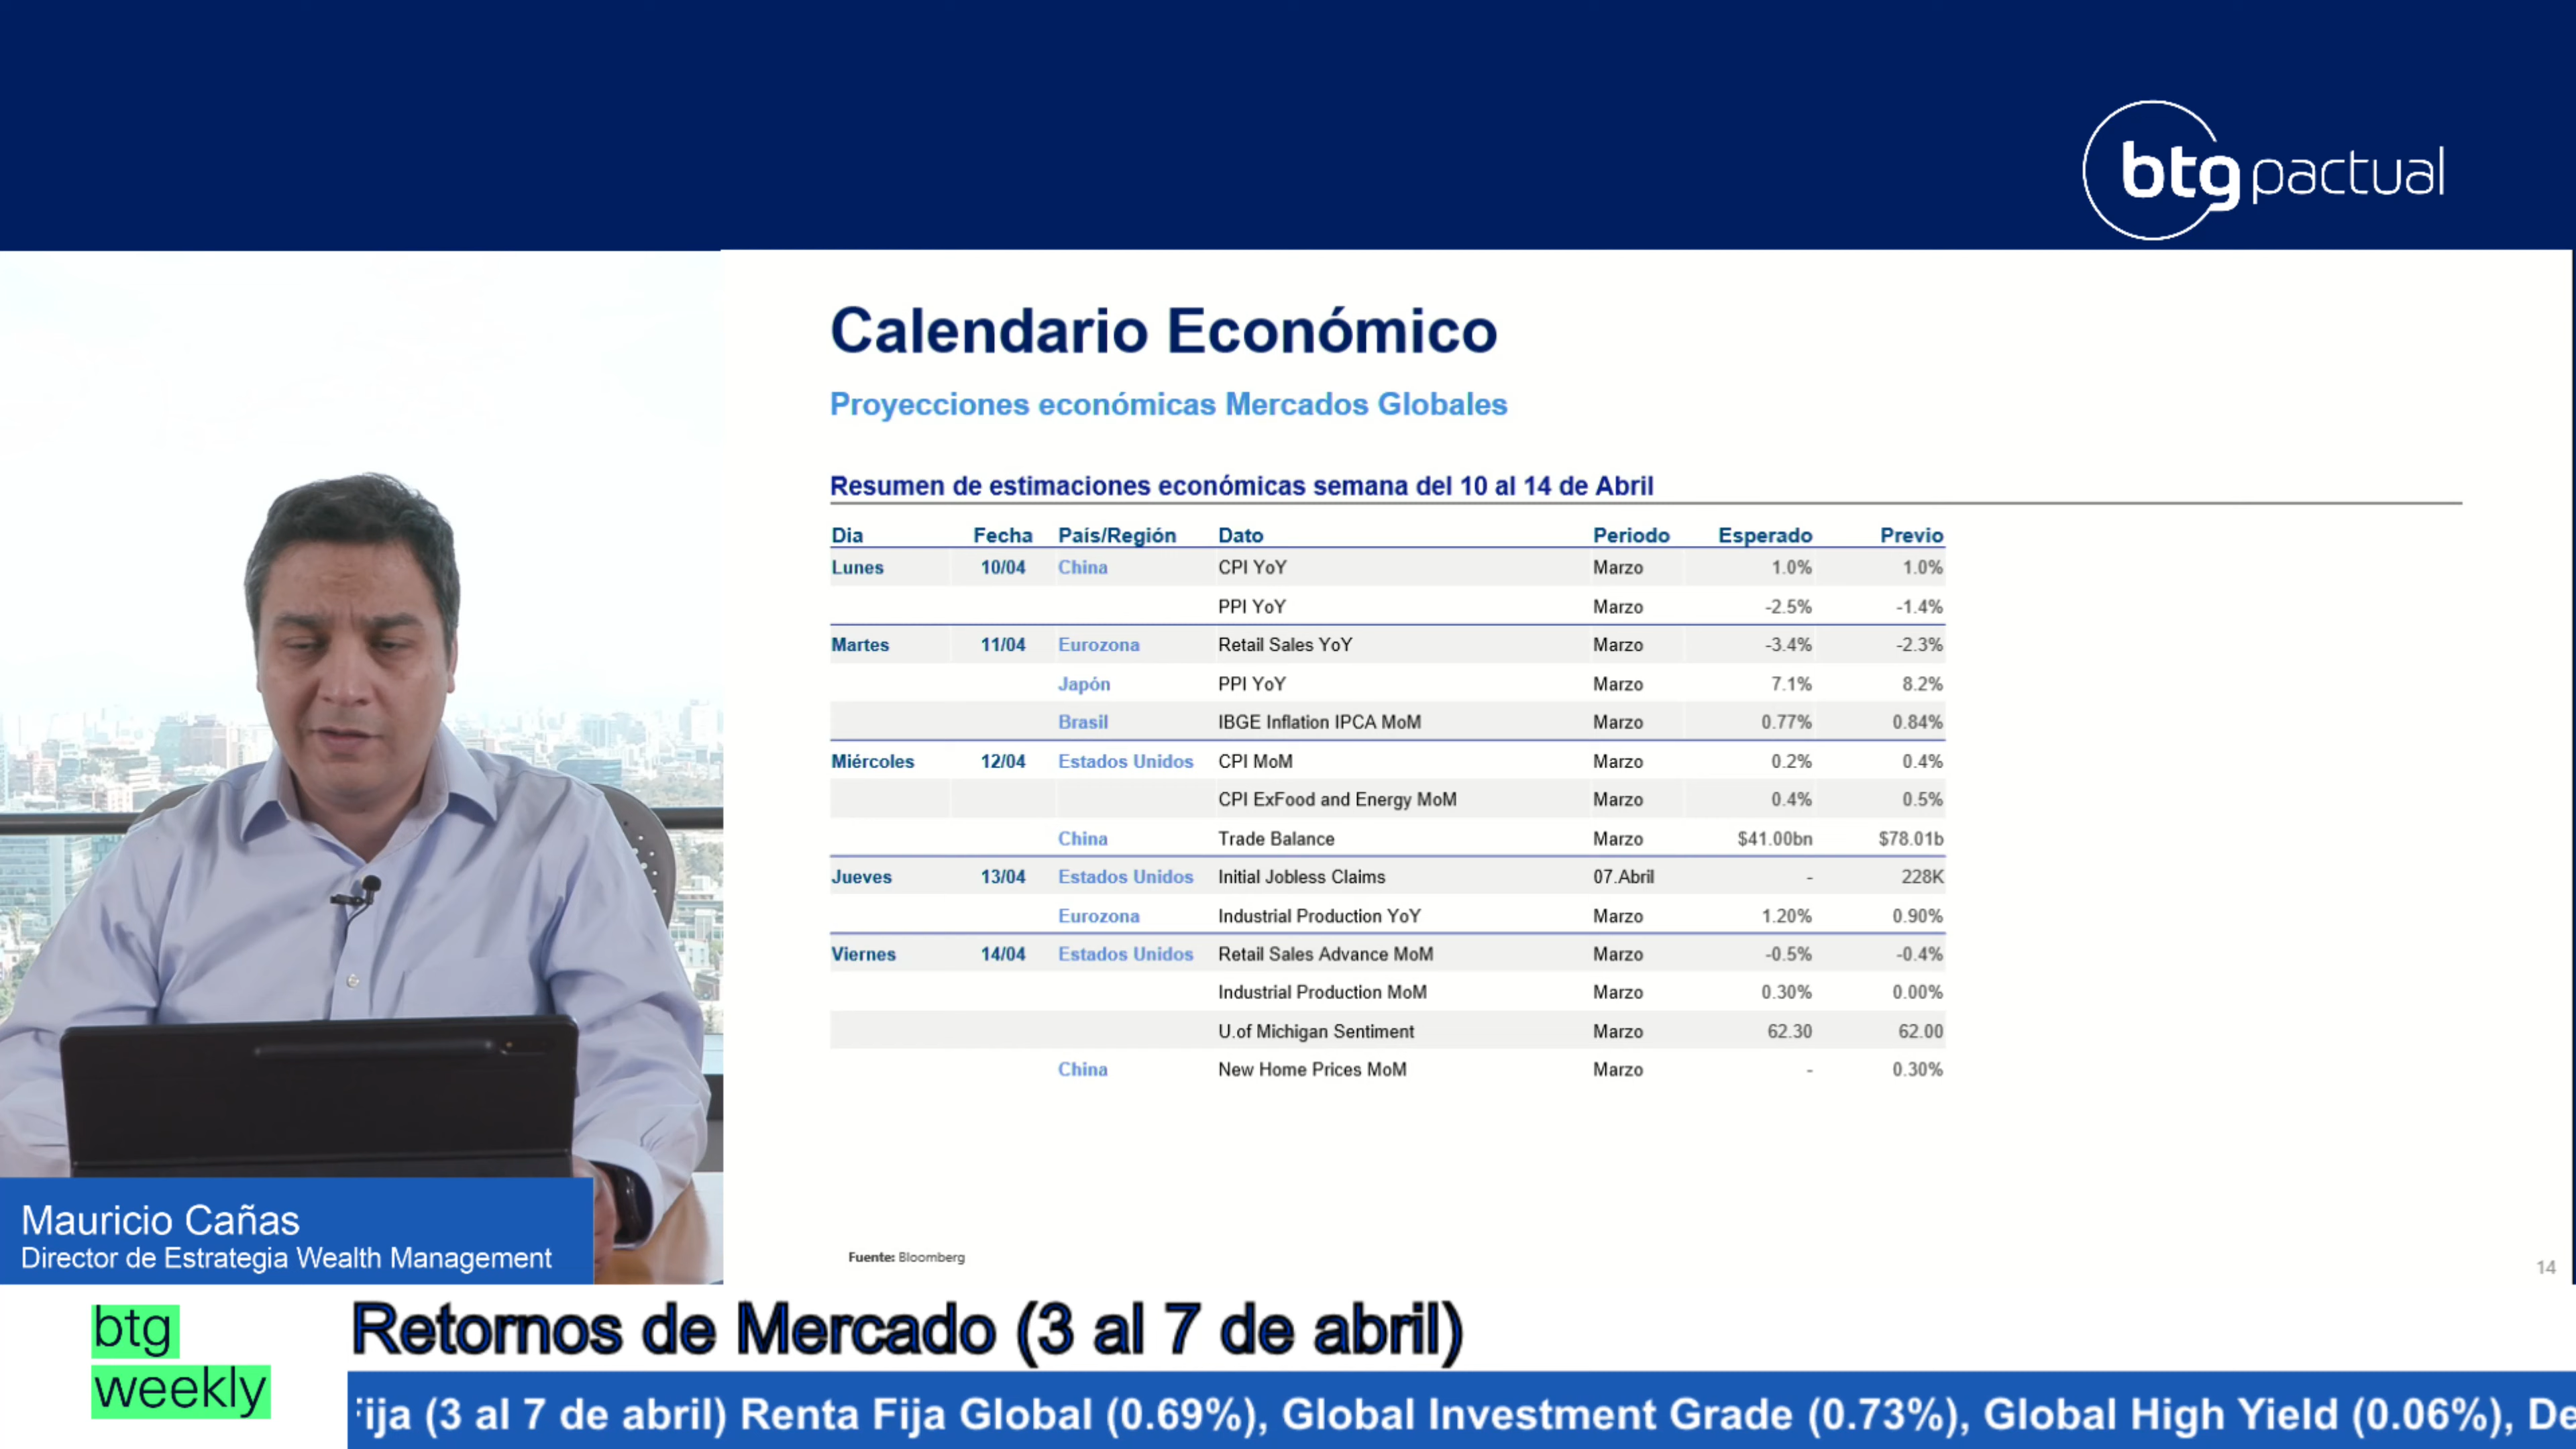 btg pactual
Calendario Económico
Proyecciones económicas Mercados Globales
Resumen de estimaciones económicas semana del 10 al 14 de Abril
Dia Fecha País/Región Dato Periodo Esperado Previo
Lunes 10/04 China CPI YoY Marzo 1.0% 1.0%
PPI YoY Marzo -2.5% -1.4%
Martes 11/04 Eurozona Retail Sales YoY Marzo -3.4% -2.3%
Japón PPI YoY Marzo 7.1% 8.2%
Brasil IBGE Inflation IPCA MoM Marzo 0.77% 0.84%
Miércoles 12/04 Estados Unidos CPI MoM Marzo 0.2% 0.4%
CPI ExFood and Energy MoM Marzo 0.4% 0.5%
China Trade Balance Marzo $41.00bn $78.01b
Jueves 13/04 Estados Unidos Initial Jobless Claims 07.Abril - 228K
Eurozona Industrial Production YoY Marzo 1.20% 0.90%
Viernes 14/04 Estados Unidos Retail Sales Advance MoM Marzo -0.5% -0.4%
Industrial Production MoM Marzo 0.30% 0.00%
U.of Michigan Sentiment Marzo 62.30 62.00
China New Home Prices MoM Marzo - 0.30%
Fuente: Bloomberg
14
Mauricio Cañas
Director de Estrategia Wealth Management
btg
weekly
Retornos de Mercado (3 al 7 de abril)
ija (3 al 7 de abril) Renta Fija Global (0.69%), Global Investment Grade (0.73%), Global High Yield (0.06%), De